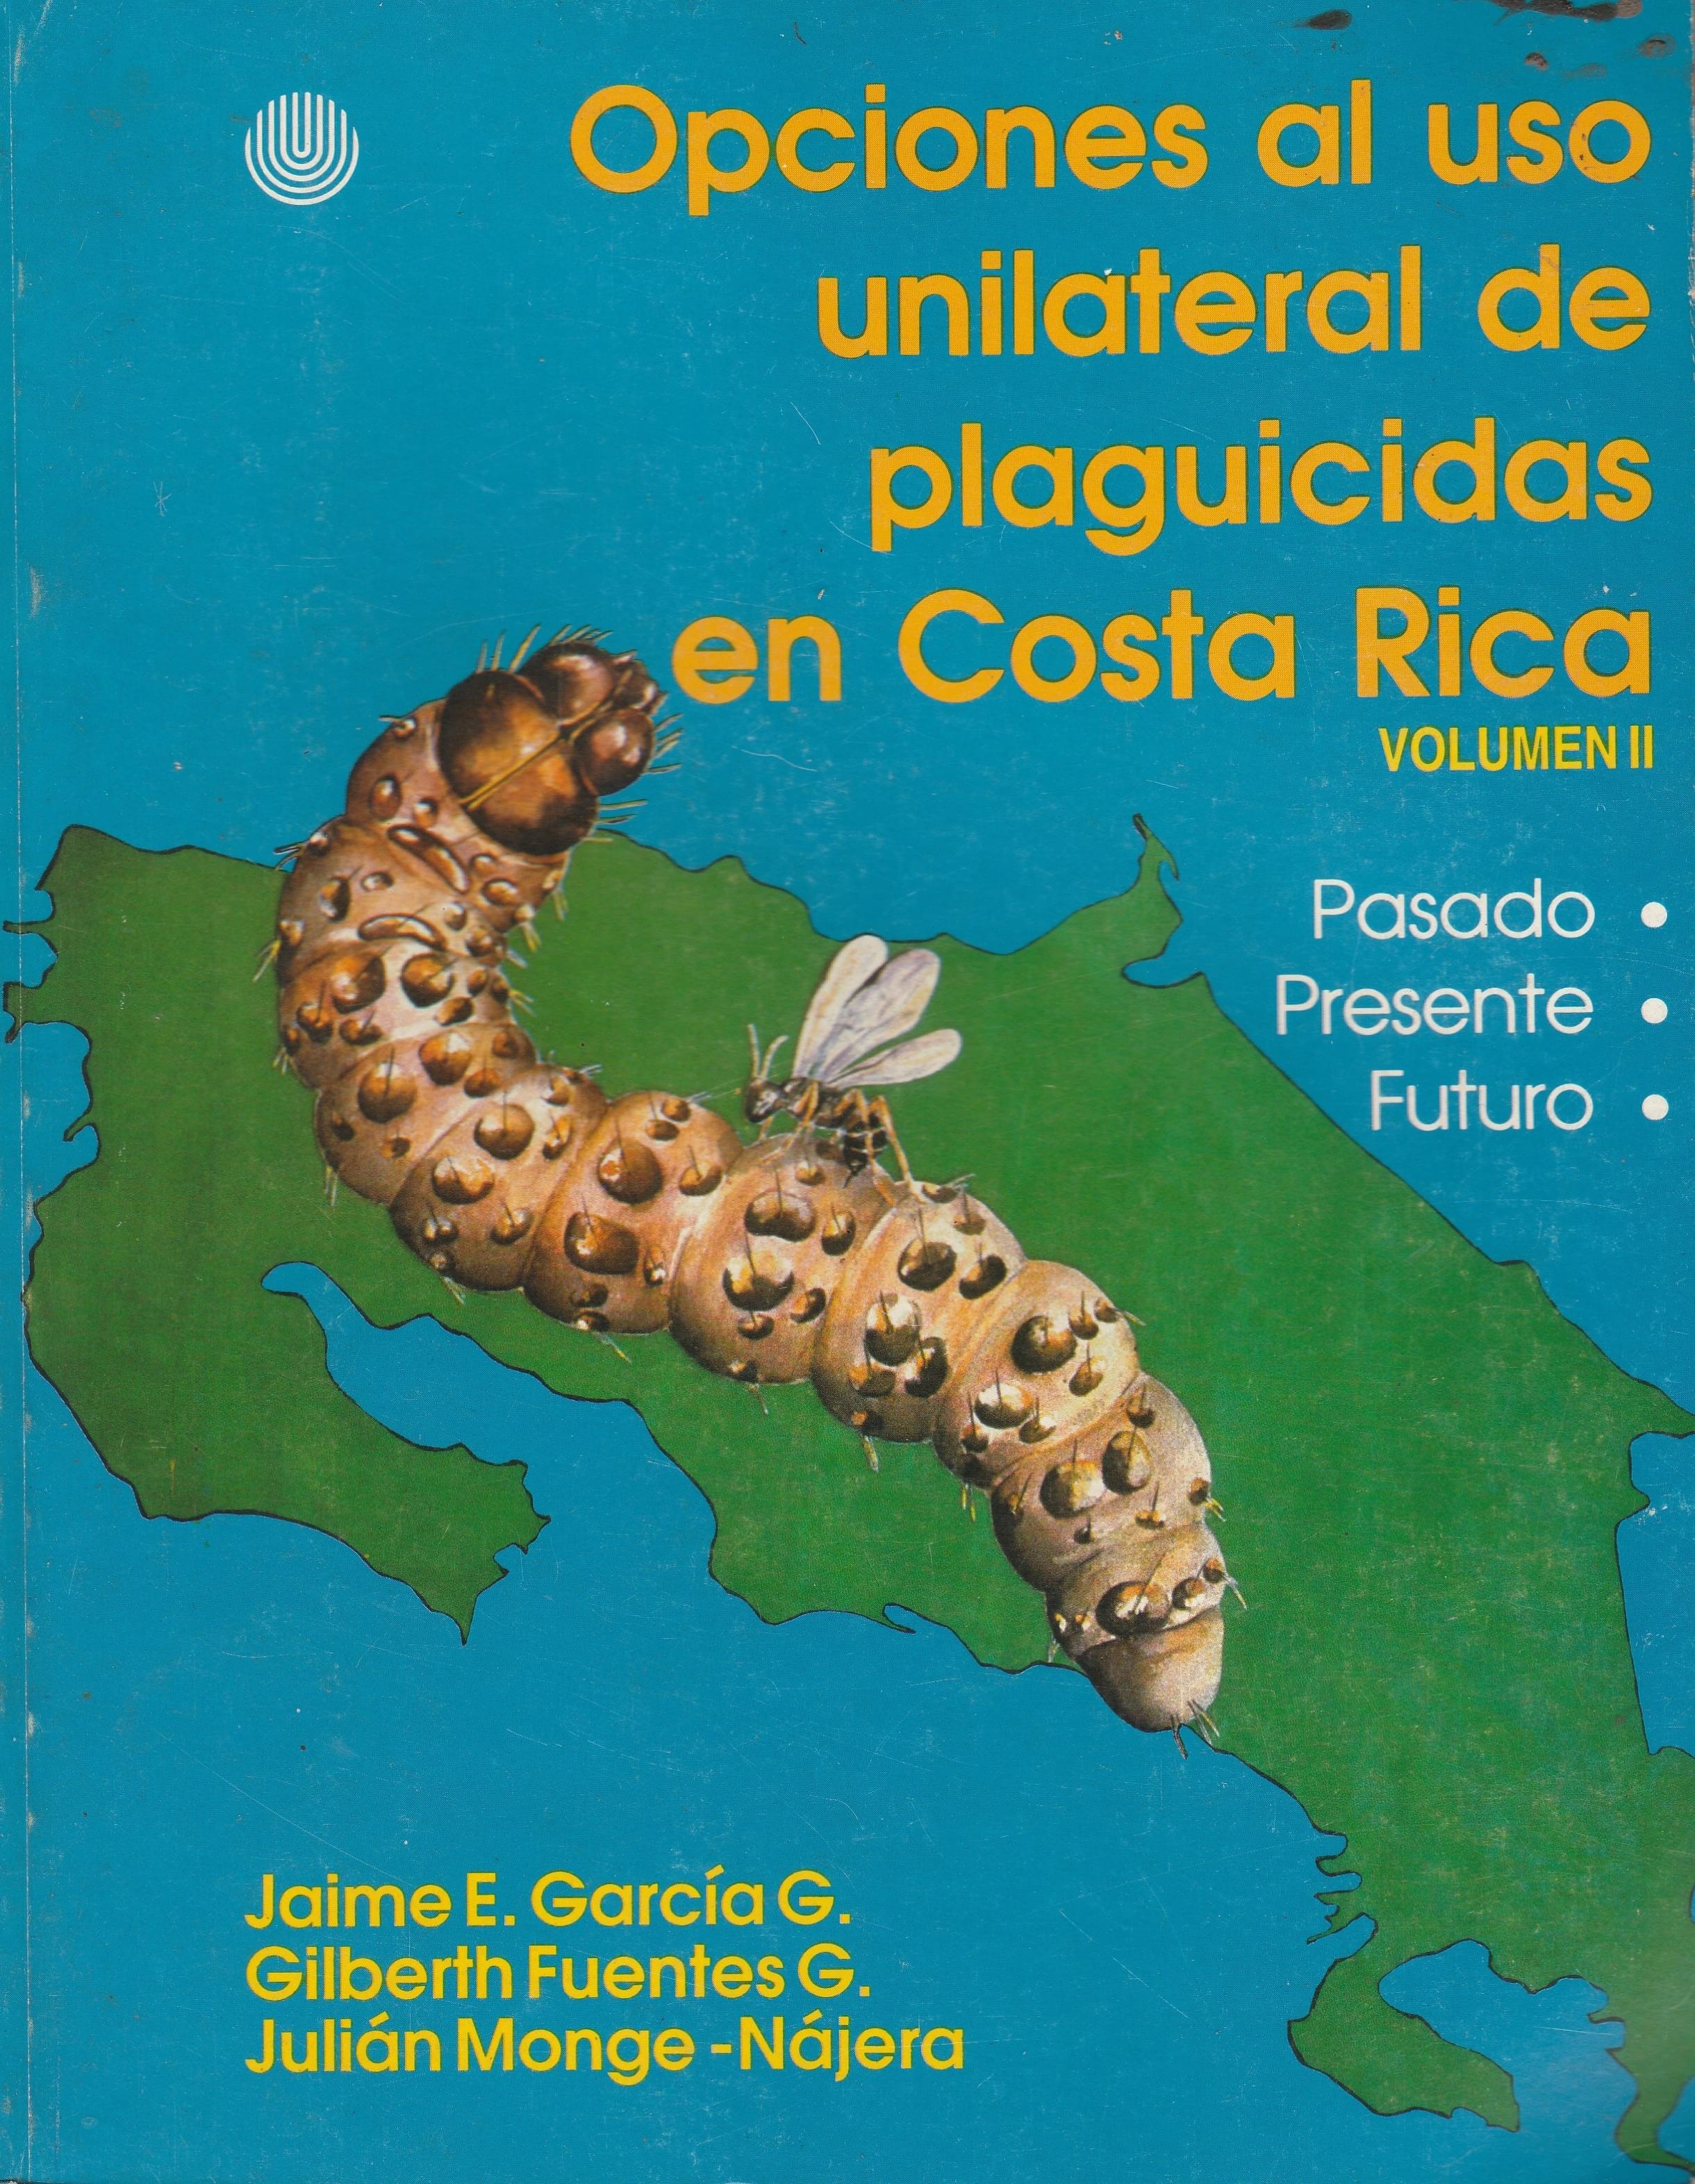 Opciones al uso
unilateral de
plaguicidas
en Costa Rica
VOLUMEN II
Pasado •
Presente •
Futuro •
Jaime E. García G.
Gilberth Fuentes G.
Julián Monge -Nájera